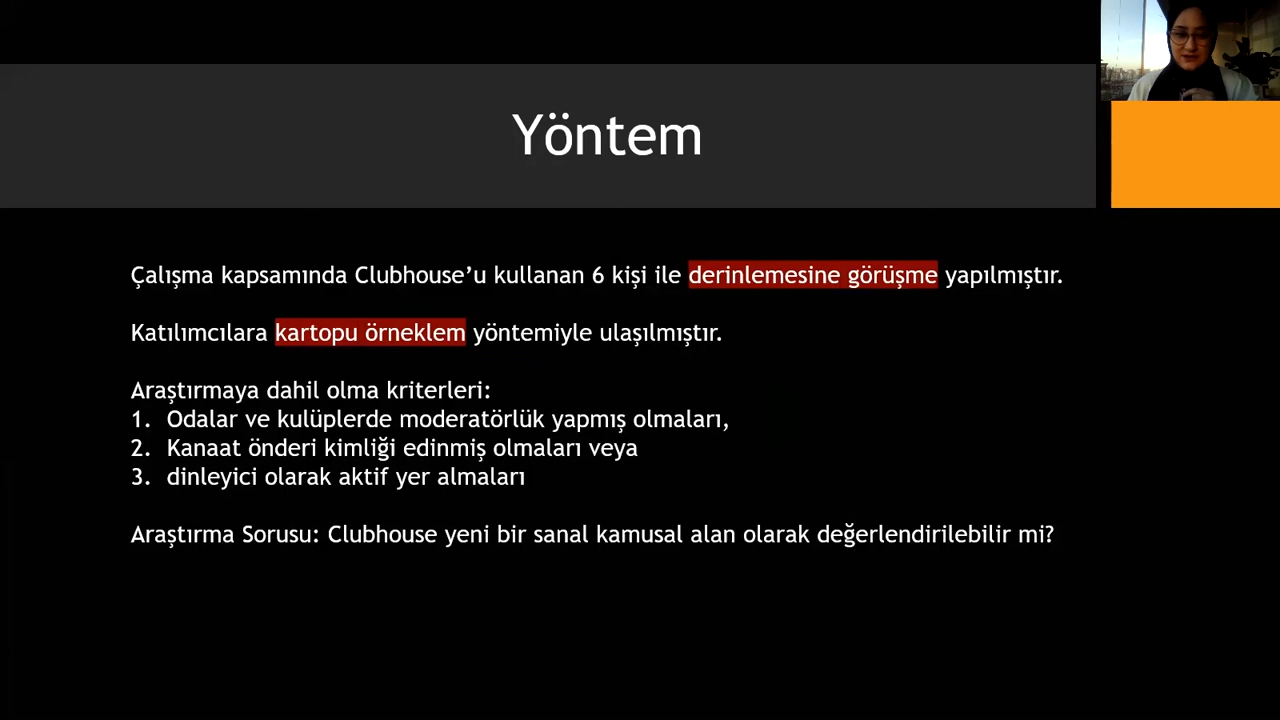 Yöntem
Çalışma kapsamında Clubhouse’u kullanan 6 kişi ile derinlemesine görüşme yapılmıştır.
Katılımcılara kartopu örneklem yöntemiyle ulaşılmıştır.
Araştırmaya dahil olma kriterleri:
1. Odalar ve kulüplerde moderatörlük yapmış olmaları,
2. Kanaat önderi kimliği edinmiş olmaları veya
3. dinleyici olarak aktif yer almaları
Araştırma Sorusu: Clubhouse yeni bir sanal kamusal alan olarak değerlendirilebilir mi?